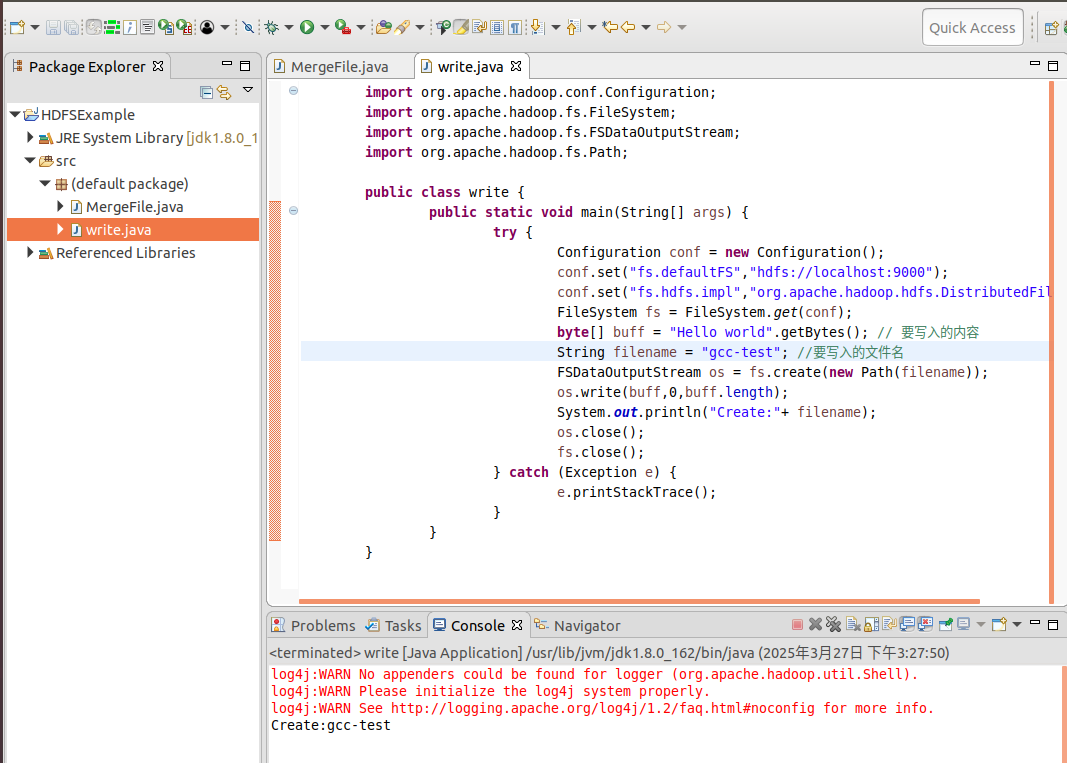 Quick Access
Package Explorer
HDFSExample
JRE System Library [jdk1.8.0_1
src
(default package)
MergeFile.java
write.java
Referenced Libraries
MergeFile.java
write.java
import org.apache.hadoop.conf.Configuration;
import org.apache.hadoop.fs.FileSystem;
import org.apache.hadoop.fs.FSDataOutputStream;
import org.apache.hadoop.fs.Path;
public class write {
public static void main(String[] args) {
try {
Configuration conf = new Configuration();
conf.set("fs.defaultFS","hdfs://localhost:9000");
conf.set("fs.hdfs.impl","org.apache.hadoop.hdfs.DistributedFil
FileSystem fs = FileSystem.get(conf);
byte[] buff = "Hello world".getBytes(); // 要写入的内容
String filename = "gcc-test"; //要写入的文件名
FSDataOutputStream os = fs.create(new Path(filename));
os.write(buff,0,buff.length);
System.out.println("Create:"+ filename);
os.close();
fs.close();
} catch (Exception e) {
e.printStackTrace();
}
}
}
Problems
Tasks
Console
Navigator
<terminated> write [Java Application] /usr/lib/jvm/jdk1.8.0_162/bin/java (2025年3月27日 下午3:27:50)
log4j:WARN No appenders could be found for logger (org.apache.hadoop.util.Shell).
log4j:WARN Please initialize the log4j system properly.
log4j:WARN See http://logging.apache.org/log4j/1.2/faq.html#noconfig for more info.
Create:gcc-test